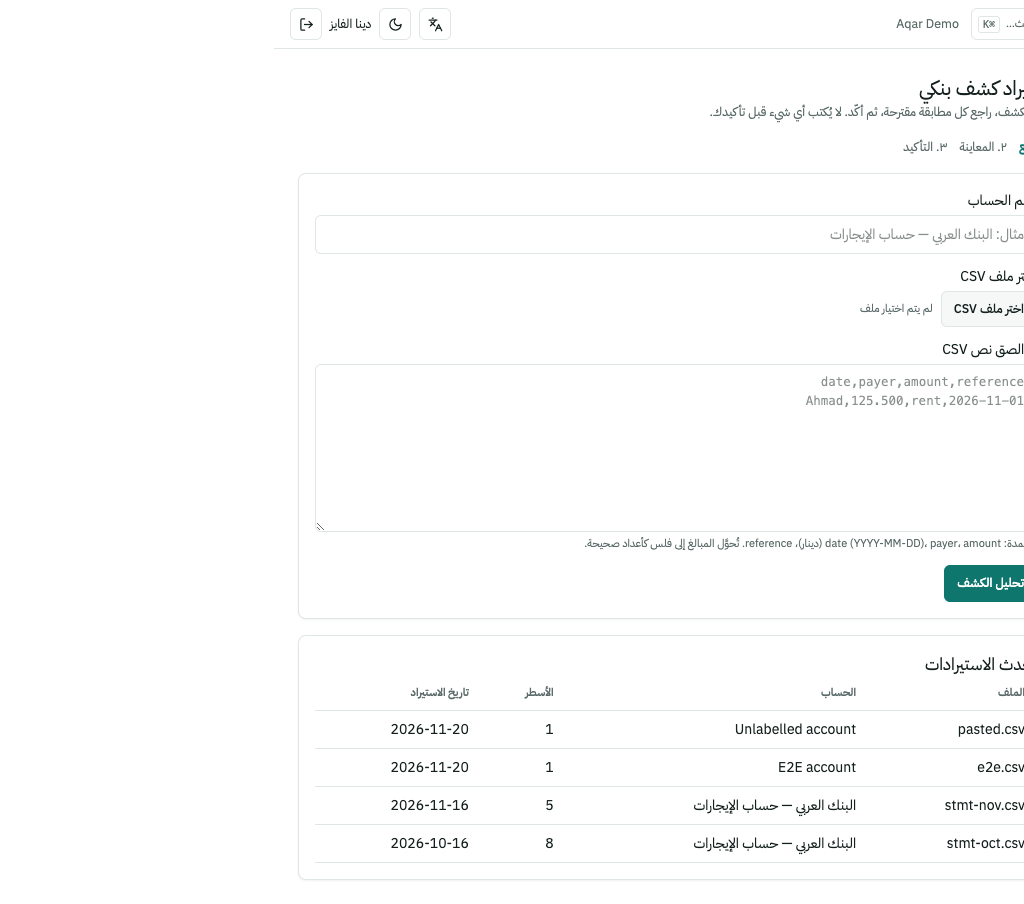 ⌘K
Aqar Demo
دينا الفايز
كشف بنكي
راجع كل مطابقة مقترحة، ثم أكّد. لا يُكتب أي شيء قبل تأكيدك.
٢. المعاينة
٣. التأكيد
الحساب
مثال: البنك العربي — حساب الإيجارات
ملف CSV
اختر ملف CSV
لم يتم اختيار ملف
الصق نص CSV
date,payer,amount,reference
Ahmad,125.500,rent,2026-11-01
date (YYYY-MM-DD)، payer، amount (دينار)، reference. تُحوَّل المبالغ إلى فلس كأعداد صحيحة.
تحليل الكشف
الاستيرادات
الملف الحساب الأسطر تاريخ الاستيراد
pasted.csv Unlabelled account 1 2026-11-20
e2e.csv E2E account 1 2026-11-20
stmt-nov.csv البنك العربي — حساب الإيجارات 5 2026-11-16
stmt-oct.csv البنك العربي — حساب الإيجارات 8 2026-10-16